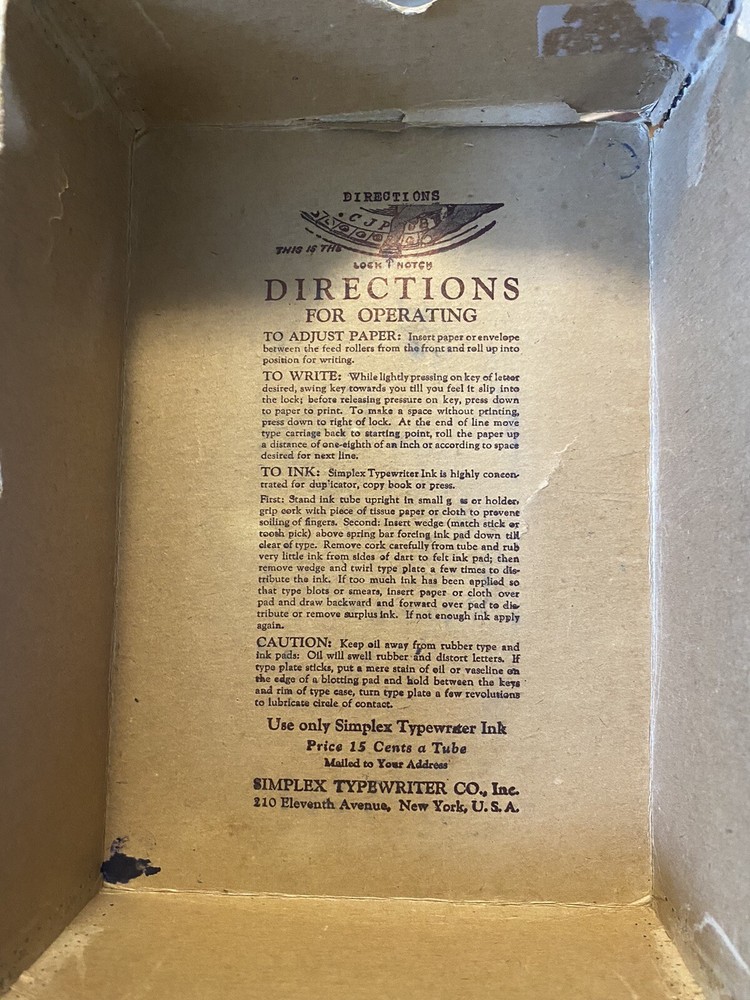 DIRECTIONS
C J P
THIS IS THE
LOCK NOTCH
DIRECTIONS
FOR OPERATING
TO ADJUST PAPER: Insert paper or envelope
between the feed rollers from the front and roll up into
position for writing.
TO WRITE: While lightly pressing on key of letter
desired, swing key towards you till you feel it slip into
the lock; before releasing pressure on key, press down
to paper to print. To make a space without printing,
press down to right of lock. At the end of line move
type carriage back to starting point, roll the paper up
a distance of one-eighth of an inch or according to space
desired for next line.
TO INK: Simplex Typewriter Ink is highly concen-
trated for dup'icator, copy book or press.
First: Stand ink tube upright in small or holder,
grip cork with piece of tissue paper or cloth to prevent
soiling of fingers. Second: Insert wedge (match stick or
tooth pick) above spring bar forcing ink pad down till
clear of type. Remove cork carefully from tube and rub
very little ink from sides of dart to felt ink pad; then
remove wedge and twirl type plate a few times to dis-
tribute the ink. If too much ink has been applied so
that type blots or smears, insert paper or cloth over
pad and draw backward and forward over pad to dis-
tribute or remove surplus ink. If not enough ink apply
again.
CAUTION: Keep oil away from rubber type and
ink pads: Oil will swell rubber and distort letters. If
type plate sticks, put a mere stain of oil or vaseline on
the edge of a blotting pad and hold between the keys
and rim of type case, turn type plate a few revolutions
to lubricate circle of contact.
Use only Simplex Typewriter Ink
Price 15 Cents a Tube
Mailed to Your Address
SIMPLEX TYPEWRITER CO., Inc.
210 Eleventh Avenue, New York, U. S. A.